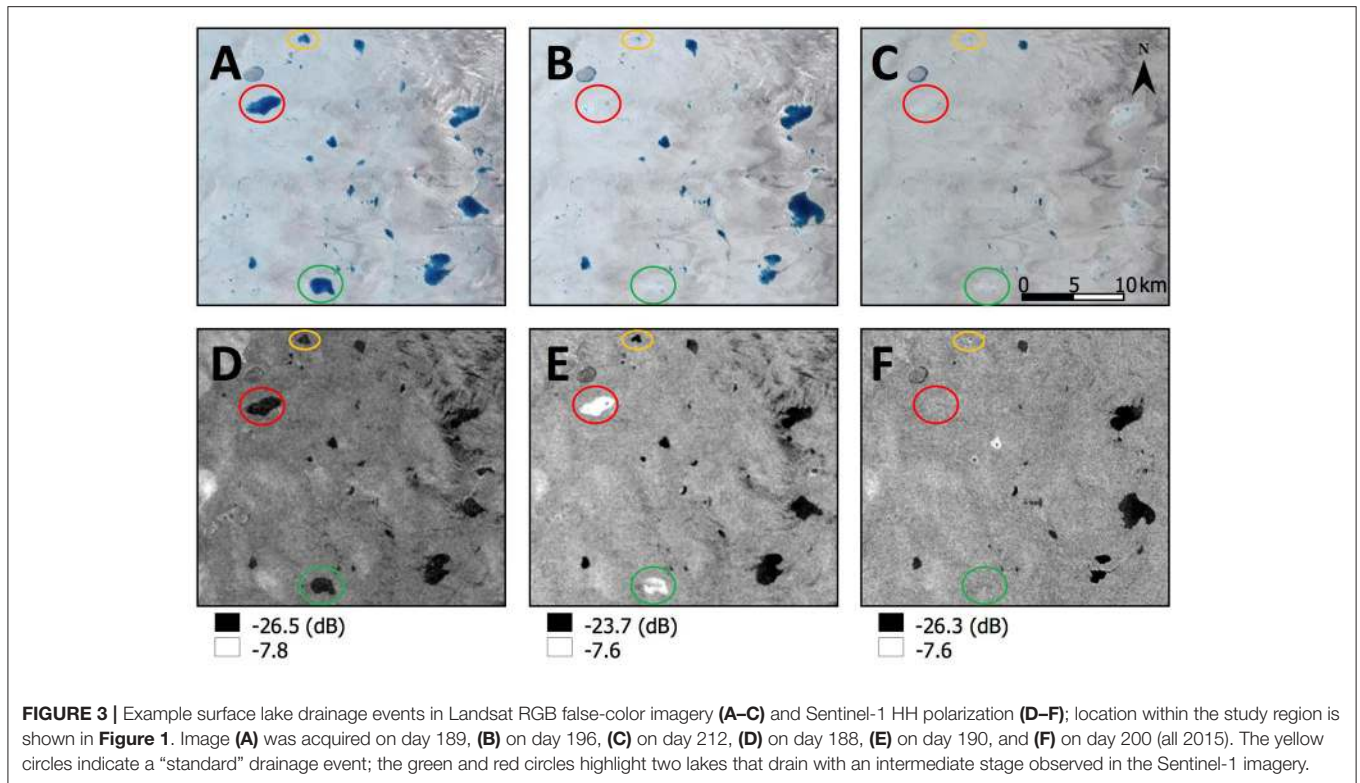 A
B
C
N
0 5 10 km
D
E
F
-26.5 (dB)
-7.8
-23.7 (dB)
-7.6
-26.3 (dB)
-7.6
FIGURE 3 | Example surface lake drainage events in Landsat RGB false-color imagery (A–C) and Sentinel-1 HH polarization (D–F); location within the study region is
shown in Figure 1. Image (A) was acquired on day 189, (B) on day 196, (C) on day 212, (D) on day 188, (E) on day 190, and (F) on day 200 (all 2015). The yellow
circles indicate a “standard” drainage event; the green and red circles highlight two lakes that drain with an intermediate stage observed in the Sentinel-1 imagery.